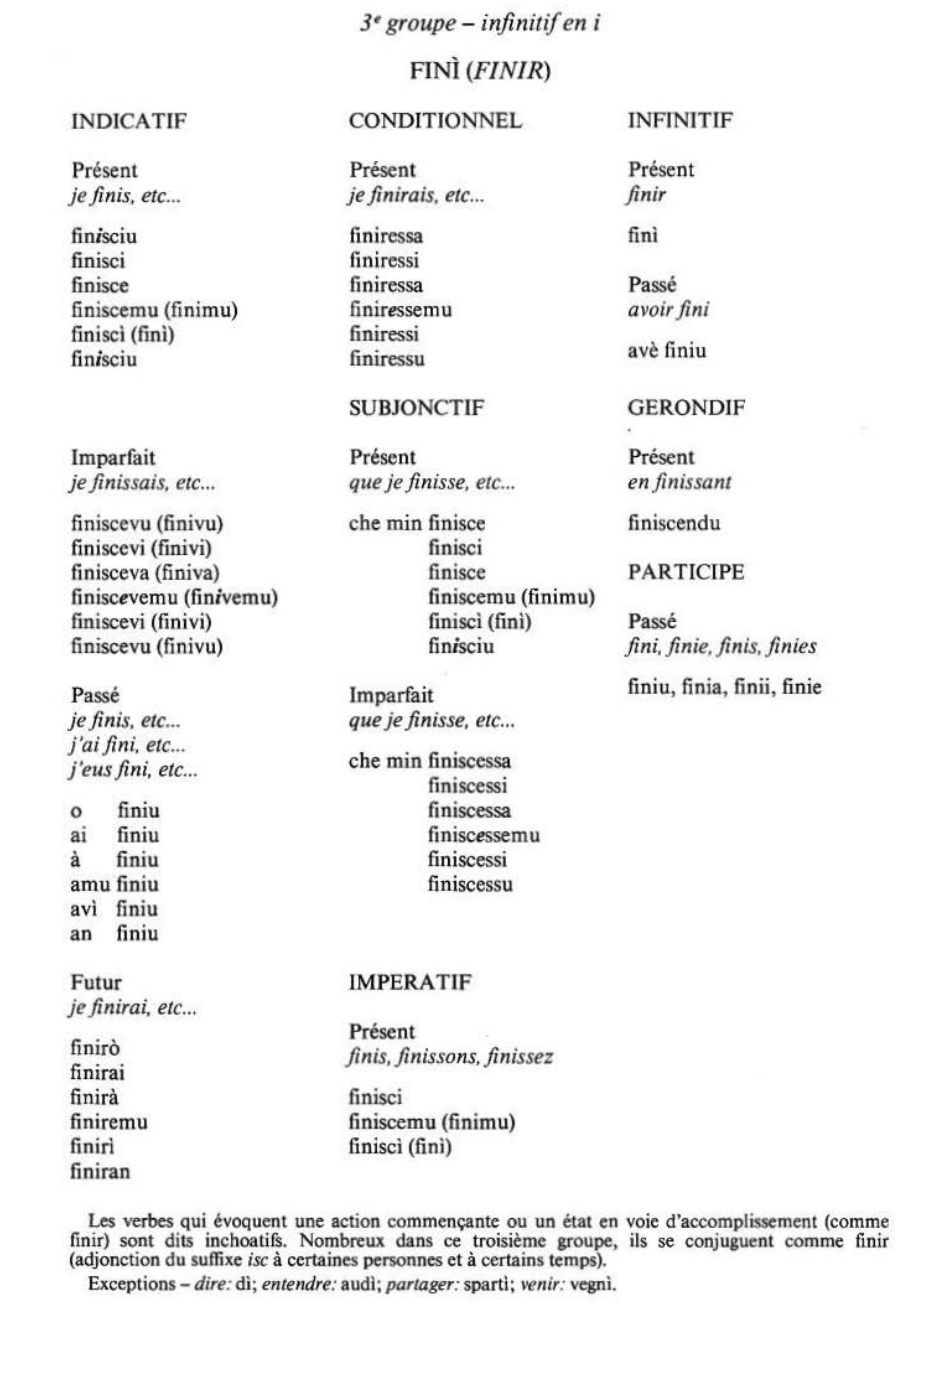 3e groupe – infinitif en i
FINÌ (FINIR)
INDICATIF
Présent
je finis, etc...
finisciu
finisci
finisce
finiscemu (finimu)
finiscì (finì)
finisciu
Imparfait
je finissais, etc...
finiscevu (finivu)
finiscevi (finivi)
finisceva (finiva)
finiscevemu (finivemu)
finiscevi (finivi)
finiscevu (finivu)
Passé
je finis, etc...
j'ai fini, etc...
j'eus fini, etc...
o finiu
ai finiu
à finiu
amu finiu
avì finiu
an finiu
Futur
je finirai, etc...
finirò
finirai
finirà
finiremu
finirì
finiran
CONDITIONNEL
Présent
je finirais, etc...
finiressa
finiressi
finiressa
finiressemu
finiressi
finiressu
SUBJONCTIF
Présent
que je finisse, etc...
che min finisce
finisci
finisce
finiscemu (finimu)
finiscì (finì)
finisciu
Imparfait
que je finisse, etc...
che min finiscessa
finiscessi
finiscessa
finiscessemu
finiscessi
finiscessu
IMPERATIF
Présent
finis, finissons, finissez
finisci
finiscemu (finimu)
finiscì (finì)
INFINITIF
Présent
finir
finì
Passé
avoir fini
avè finiu
GERONDIF
Présent
en finissant
finiscendu
PARTICIPE
Passé
fini, finie, finis, finies
finiu, finia, finii, finie
Les verbes qui évoquent une action commençante ou un état en voie d'accomplissement (comme
finir) sont dits inchoatifs. Nombreux dans ce troisième groupe, ils se conjuguent comme finir
(adjonction du suffixe isc à certaines personnes et à certains temps).
Exceptions – dire: dì; entendre: audì; partager: spartì; venir: vegnì.